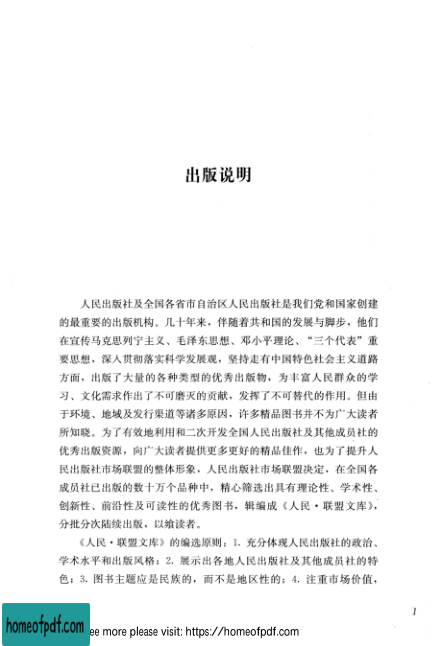 出版说明
人民出版社及全国各省市自治区人民出版社是我们党和国家创建
的最重要的出版机构。几十年来，伴随着共和国的发展与脚步，他们
在宣传马克思列宁主义、毛泽东思想、邓小平理论、“三个代表”重
要思想，深入贯彻落实科学发展观，坚持走有中国特色社会主义道路
方面，出版了大量的各种类型的优秀出版物，为丰富人民群众的学
习、文化需求作出了不可磨灭的贡献，发挥了不可替代的作用。但由
于环境、地域及发行渠道等诸多原因，许多精品图书并不为广大读者
所知晓。为了有效地利用和二次开发全国人民出版社及其他成员社的
优秀出版资源，向广大读者提供更多更好的精品佳作，也为了提升人
民出版社市场联盟的整体形象，人民出版社市场联盟决定，在全国各
成员社已出版的数十万个品种中，精心筛选出具有理论性、学术性、
创新性、前沿性及可读性的优秀图书，辑编成《人民·联盟文库》，
分批分次陆续出版，以飨读者。
《人民·联盟文库》的编选原则：1. 充分体现人民出版社的政治、
学术水平和出版风格；2. 展示出各地人民出版社及其他成员社的特
色；3. 图书主题应是民族的，而不是地区性的；4. 注重市场价值，
1
homeofpdf.com
ee more please visit: https://homeofpdf.com